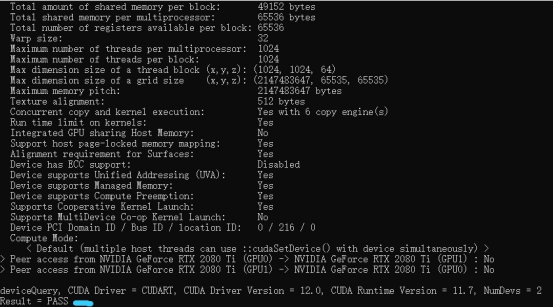 Total amount of shared memory per block: 49152 bytes
Total shared memory per multiprocessor: 65536 bytes
Total number of registers available per block: 65536
Warp size: 32
Maximum number of threads per multiprocessor: 1024
Maximum number of threads per block: 1024
Max dimension size of a thread block (x,y,z): (1024, 1024, 64)
Max dimension size of a grid size (x,y,z): (2147483647, 65535, 65535)
Maximum memory pitch: 2147483647 bytes
Texture alignment: 512 bytes
Concurrent copy and kernel execution: Yes with 6 copy engine(s)
Run time limit on kernels: Yes
Integrated GPU sharing Host Memory: No
Support host page-locked memory mapping: Yes
Alignment requirement for Surfaces: Yes
Device has ECC support: Disabled
Device supports Unified Addressing (UVA): Yes
Device supports Managed Memory: Yes
Device supports Compute Preemption: Yes
Supports Cooperative Kernel Launch: Yes
Supports MultiDevice Co-op Kernel Launch: No
Device PCI Domain ID / Bus ID / location ID: 0 / 216 / 0
Compute Mode:
< Default (multiple host threads can use ::cudaSetDevice() with device simultaneously) >
> Peer access from NVIDIA GeForce RTX 2080 Ti (GPU0) -> NVIDIA GeForce RTX 2080 Ti (GPU1) : No
> Peer access from NVIDIA GeForce RTX 2080 Ti (GPU1) -> NVIDIA GeForce RTX 2080 Ti (GPU0) : No
deviceQuery, CUDA Driver = CUDART, CUDA Driver Version = 12.0, CUDA Runtime Version = 11.7, NumDevs = 2
Result = PASS